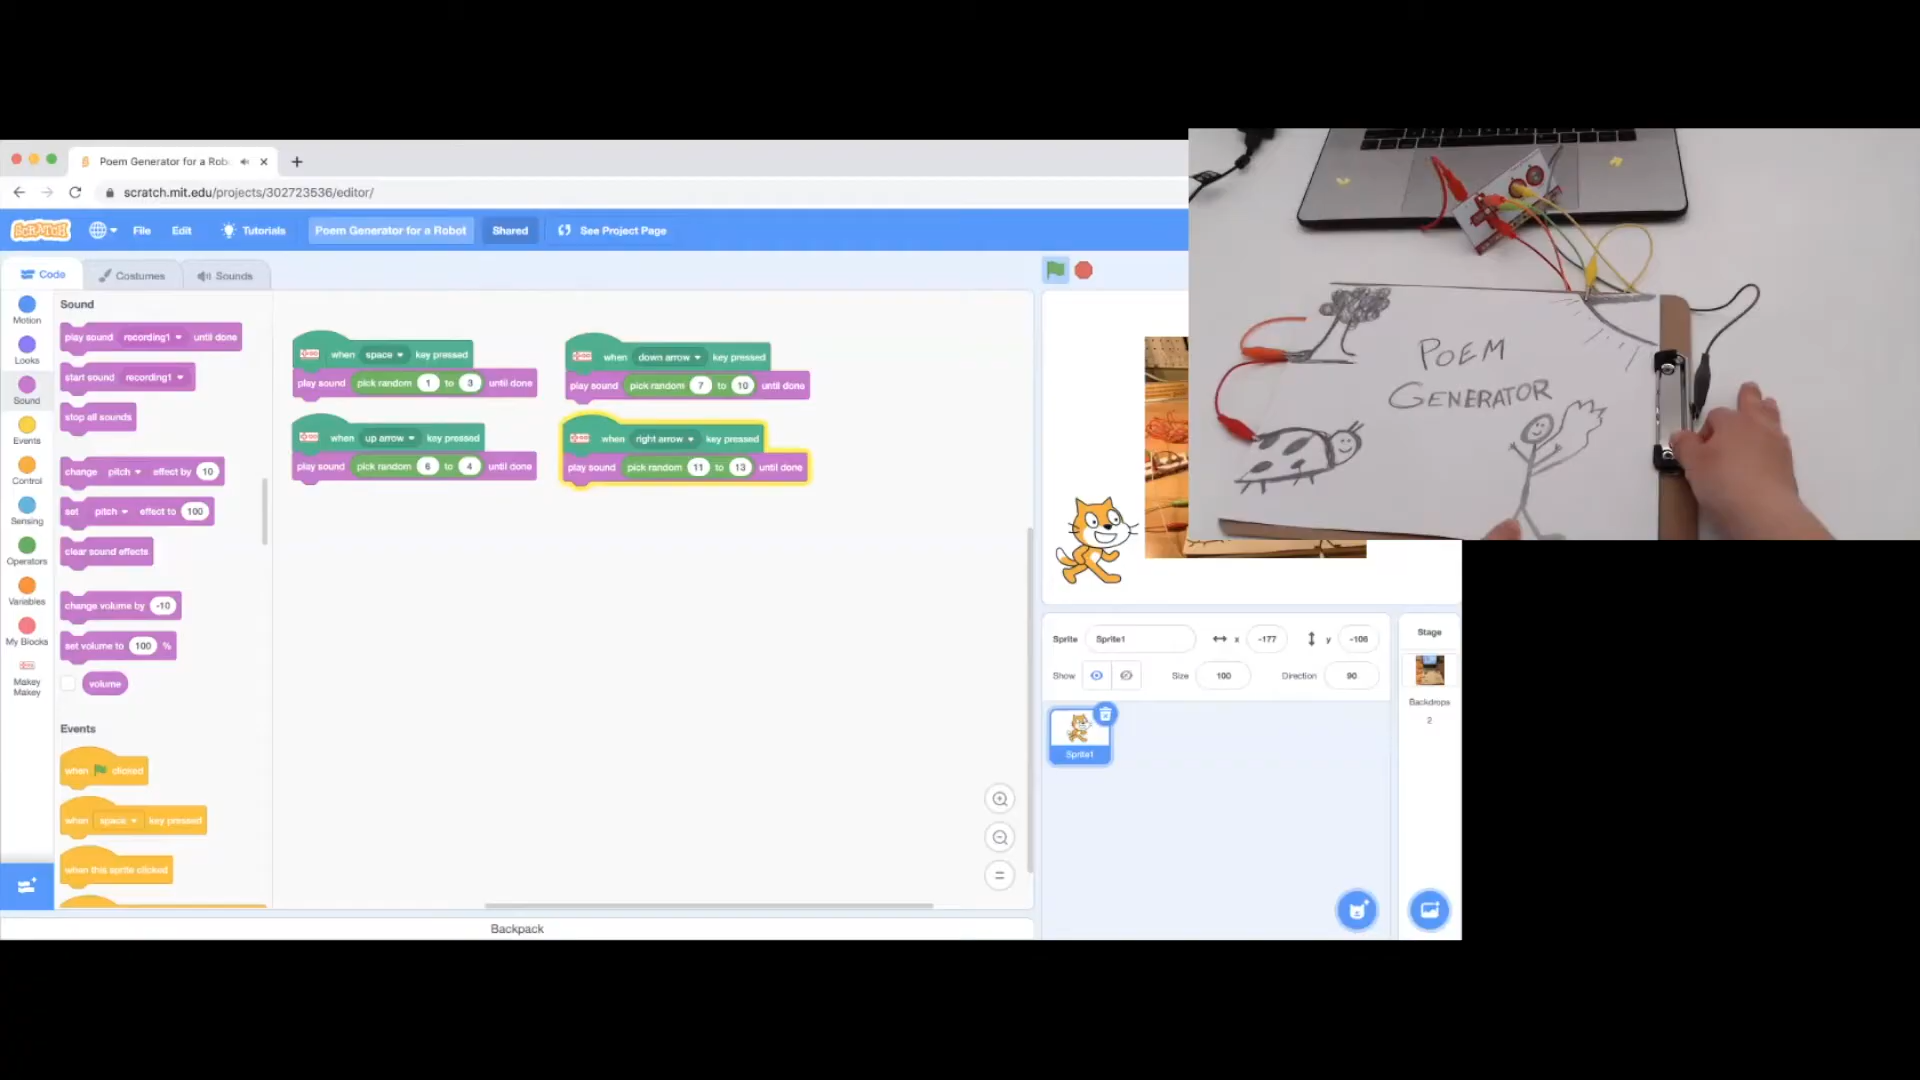 Poem Generator for a Rob
scratch.mit.edu/projects/302723536/editor/
SCRATCH
File
Edit
Tutorials
Poem Generator for a Robot
Shared
See Project Page
Code
Costumes
Sounds
Motion
Looks
Sound
Events
Control
Sensing
Operators
Variables
My Blocks
Makey
Makey
Sound
play sound recording1 until done
start sound recording1
stop all sounds
change pitch effect by 10
set pitch effect to 100
clear sound effects
change volume by -10
set volume to 100 %
volume
Events
when clicked
when space key pressed
when this sprite clicked
when space key pressed
play sound pick random 1 to 3 until done
when up arrow key pressed
play sound pick random 6 to 4 until done
when down arrow key pressed
play sound pick random 7 to 10 until done
when right arrow key pressed
play sound pick random 11 to 13 until done
Backpack
POEM
GENERATOR
Sprite Sprite1 x -177 y -108
Show Size 100 Direction 90
Sprite1
Stage
Backdrops
2